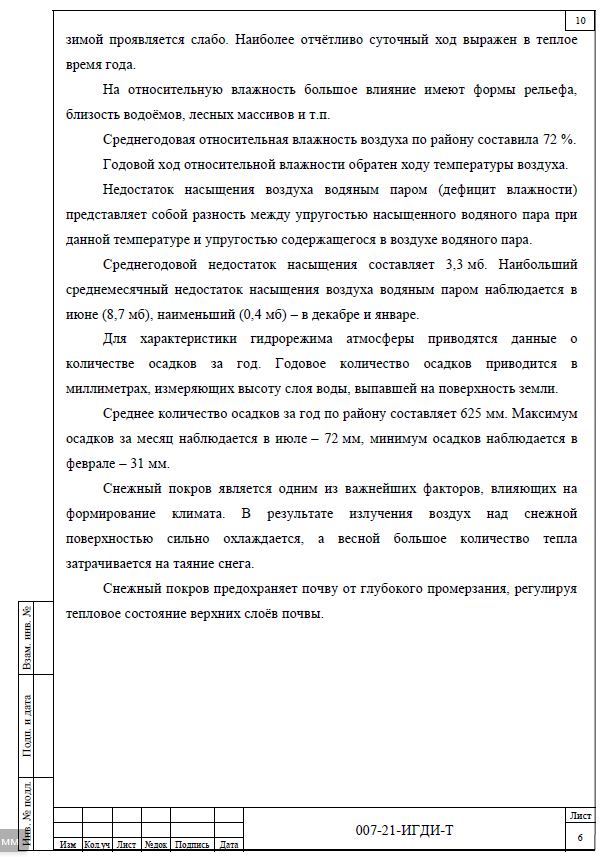 10
зимой проявляется слабо. Наиболее отчётливо суточный ход выражен в теплое
время года.
На относительную влажность большое влияние имеют формы рельефа,
близость водоёмов, лесных массивов и т.п.
Среднегодовая относительная влажность воздуха по району составила 72 %.
Годовой ход относительной влажности обратен ходу температуры воздуха.
Недостаток насыщения воздуха водяным паром (дефицит влажности)
представляет собой разность между упругостью насыщенного водяного пара при
данной температуре и упругостью содержащегося в воздухе водяного пара.
Среднегодовой недостаток насыщения составляет 3,3 мб. Наибольший
среднемесячный недостаток насыщения воздуха водяным паром наблюдается в
июне (8,7 мб), наименьший (0,4 мб) – в декабре и январе.
Для характеристики гидрорежима атмосферы приводятся данные о
количестве осадков за год. Годовое количество осадков приводится в
миллиметрах, измеряющих высоту слоя воды, выпавшей на поверхность земли.
Среднее количество осадков за год по району составляет 625 мм. Максимум
осадков за месяц наблюдается в июле – 72 мм, минимум осадков наблюдается в
феврале – 31 мм.
Снежный покров является одним из важнейших факторов, влияющих на
формирование климата. В результате излучения воздух над снежной
поверхностью сильно охлаждается, а весной большое количество тепла
затрачивается на таяние снега.
Снежный покров предохраняет почву от глубокого промерзания, регулируя
тепловое состояние верхних слоёв почвы.
Взам. инв. №
Подп. и дата
Инв. № подл.
мм
Изм Кол.уч Лист №док Подпись Дата
007-21-ИГДИ-Т
Лист
6